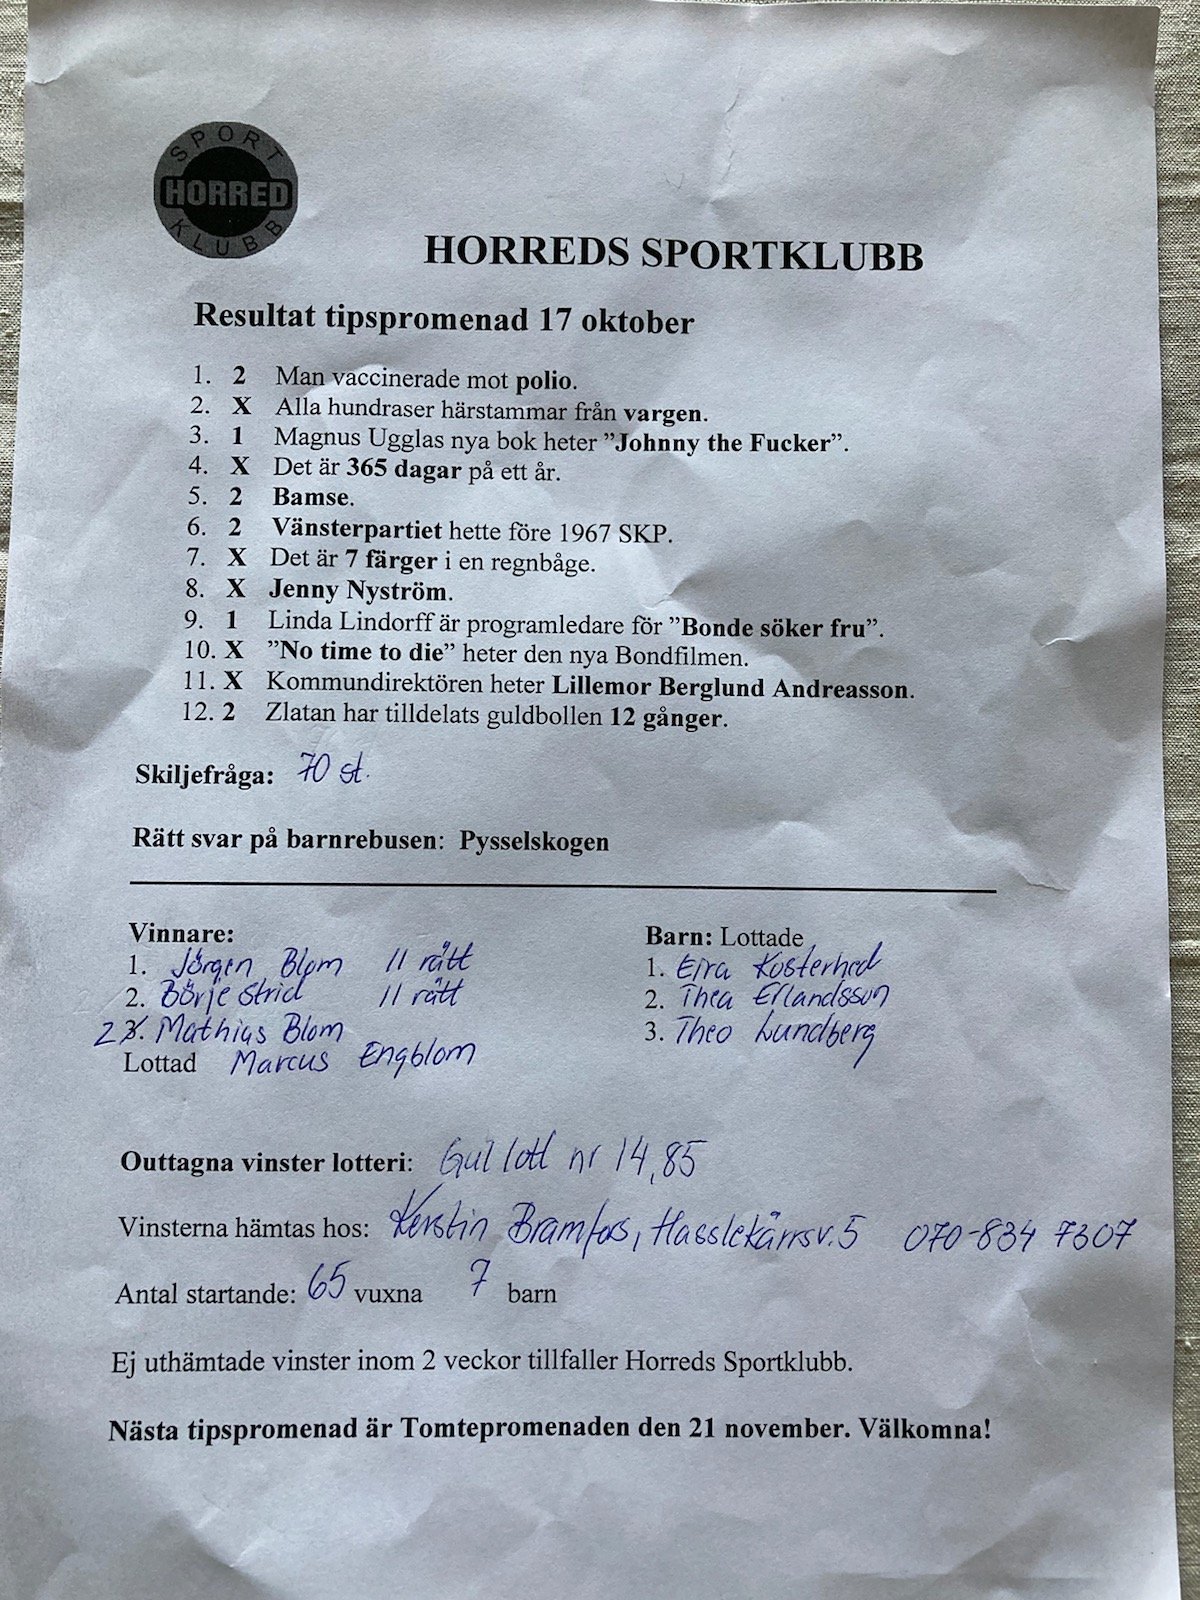 SPORT
HORRED
KLUBB
HORREDS SPORTKLUBB
Resultat tipspromenad 17 oktober
1. 2 Man vaccinerade mot polio.
2. X Alla hundraser härstammar från vargen.
3. 1 Magnus Ugglas nya bok heter ”Johnny the Fucker”.
4. X Det är 365 dagar på ett år.
5. 2 Bamse.
6. 2 Vänsterpartiet hette före 1967 SKP.
7. X Det är 7 färger i en regnbåge.
8. X Jenny Nyström.
9. 1 Linda Lindorff är programledare för ”Bonde söker fru”.
10. X ”No time to die” heter den nya Bondfilmen.
11. X Kommundirektören heter Lillemor Berglund Andreasson.
12. 2 Zlatan har tilldelats guldbollen 12 gånger.
Skiljefråga: 70 st.
Rätt svar på barnrebusen: Pysselskogen
Vinnare:
1. Jörgen Blom 11 rätt
2. Börje Strid 11 rätt
2 3. Mathias Blom
Lottad Marcus Engblom
Barn: Lottade
1. Eira Kosterhed
2. Thea Erlandsson
3. Theo Lundberg
Outtagna vinster lotteri: Gul lott nr 14,85
Vinsterna hämtas hos: Kerstin Bramfors, Hasslekärrsv.5 070-834 7307
Antal startande: 65 vuxna 7 barn
Ej uthämtade vinster inom 2 veckor tillfaller Horreds Sportklubb.
Nästa tipspromenad är Tomtepromenaden den 21 november. Välkomna!